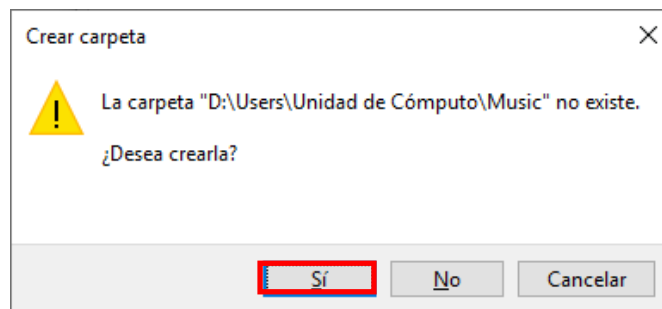 Crear carpeta
La carpeta "D:\Users\Unidad de Cómputo\Music" no existe.
¿Desea crearla?
Sí No Cancelar